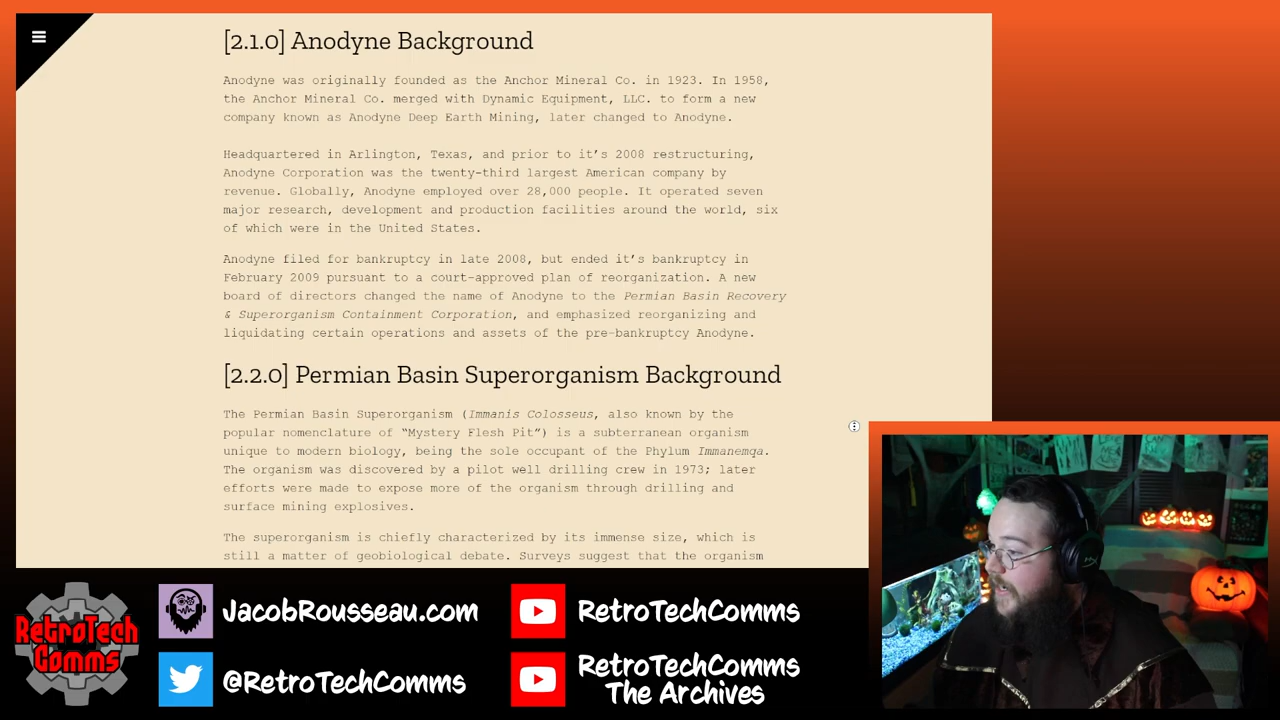 [2.1.0] Anodyne Background
Anodyne was originally founded as the Anchor Mineral Co. in 1923. In 1958,
the Anchor Mineral Co. merged with Dynamic Equipment, LLC. to form a new
company known as Anodyne Deep Earth Mining, later changed to Anodyne.
Headquartered in Arlington, Texas, and prior to it’s 2008 restructuring,
Anodyne Corporation was the twenty-third largest American company by
revenue. Globally, Anodyne employed over 28,000 people. It operated seven
major research, development and production facilities around the world, six
of which were in the United States.
Anodyne filed for bankruptcy in late 2008, but ended it’s bankruptcy in
February 2009 pursuant to a court-approved plan of reorganization. A new
board of directors changed the name of Anodyne to the Permian Basin Recovery
& Superorganism Containment Corporation, and emphasized reorganizing and
liquidating certain operations and assets of the pre-bankruptcy Anodyne.
[2.2.0] Permian Basin Superorganism Background
The Permian Basin Superorganism (Immanis Colosseus, also known by the
popular nomenclature of “Mystery Flesh Pit”) is a subterranean organism
unique to modern biology, being the sole occupant of the Phylum Immanemqa.
The organism was discovered by a pilot well drilling crew in 1973; later
efforts were made to expose more of the organism through drilling and
surface mining explosives.
The superorganism is chiefly characterized by its immense size, which is
still a matter of geobiological debate. Surveys suggest that the organism
RetroTech
Comms
JacobRousseau.com
@RetroTechComms
RetroTechComms
RetroTechComms
The Archives